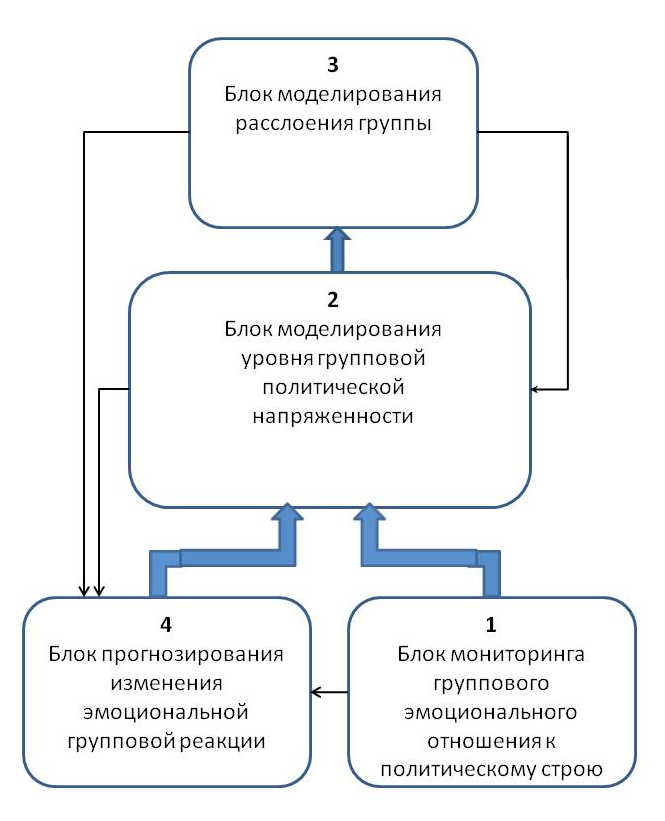 3
Блок моделирования
расслоения группы
2
Блок моделирования
уровня групповой
политической
напряженности
4
Блок прогнозирования
изменения
эмоциональной
групповой реакции
1
Блок мониторинга
группового
эмоционального
отношения к
политическому строю